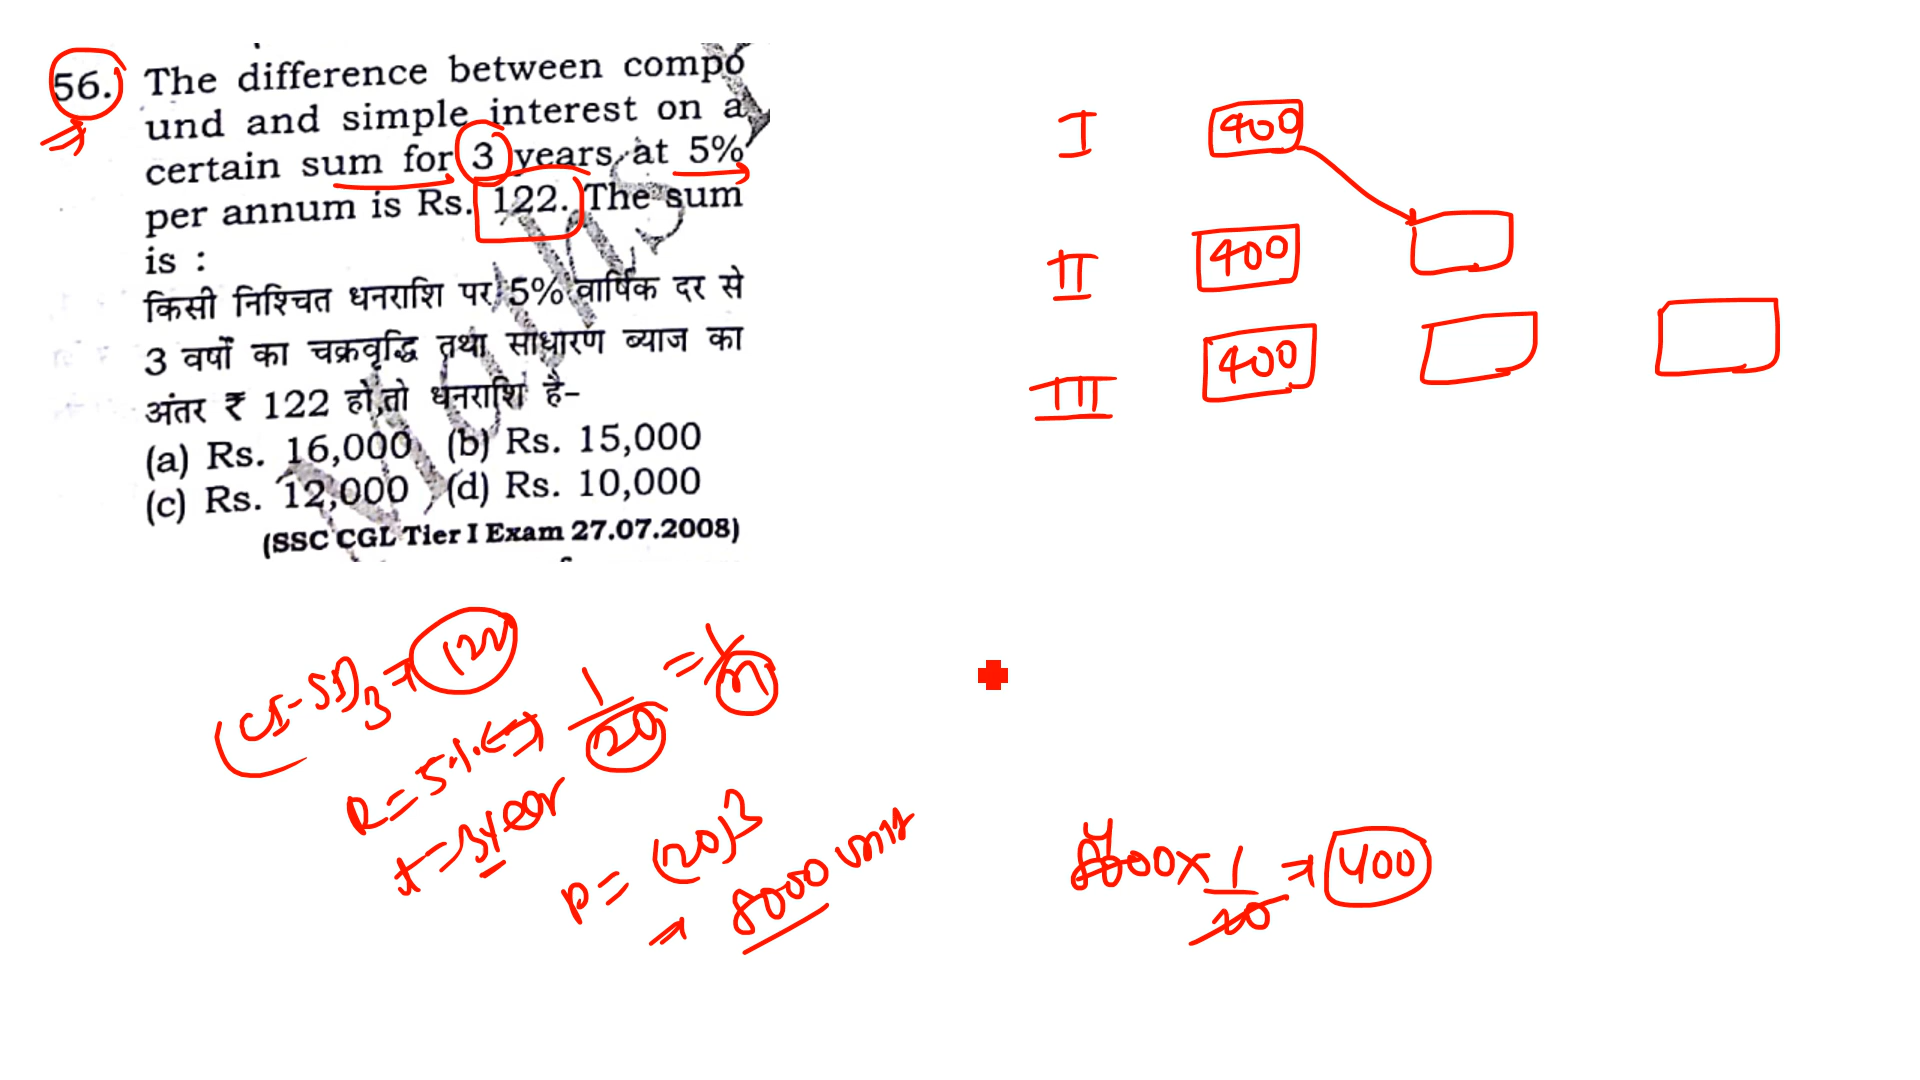 56. The difference between compo
und and simple interest on a
certain sum for 3 years at 5%
per annum is Rs. 122. The sum
is :
किसी निश्चित धनराशि पर 5% वार्षिक दर से
3 वर्षों का चक्रवृद्धि तथा साधारण ब्याज का
अंतर ₹ 122 हो,तो धनराशि है–
(a) Rs. 16,000 (b) Rs. 15,000
(c) Rs. 12,000 (d) Rs. 10,000
(SSC CGL Tier I Exam 27.07.2008)
I 400
II 400
III 400
(CI-SI)3 → 122
R = 5% ↔ 1/20 = 1/n
t → 3year
P = (20)3
→ 8000 unit
8000 × 1/20 → 400